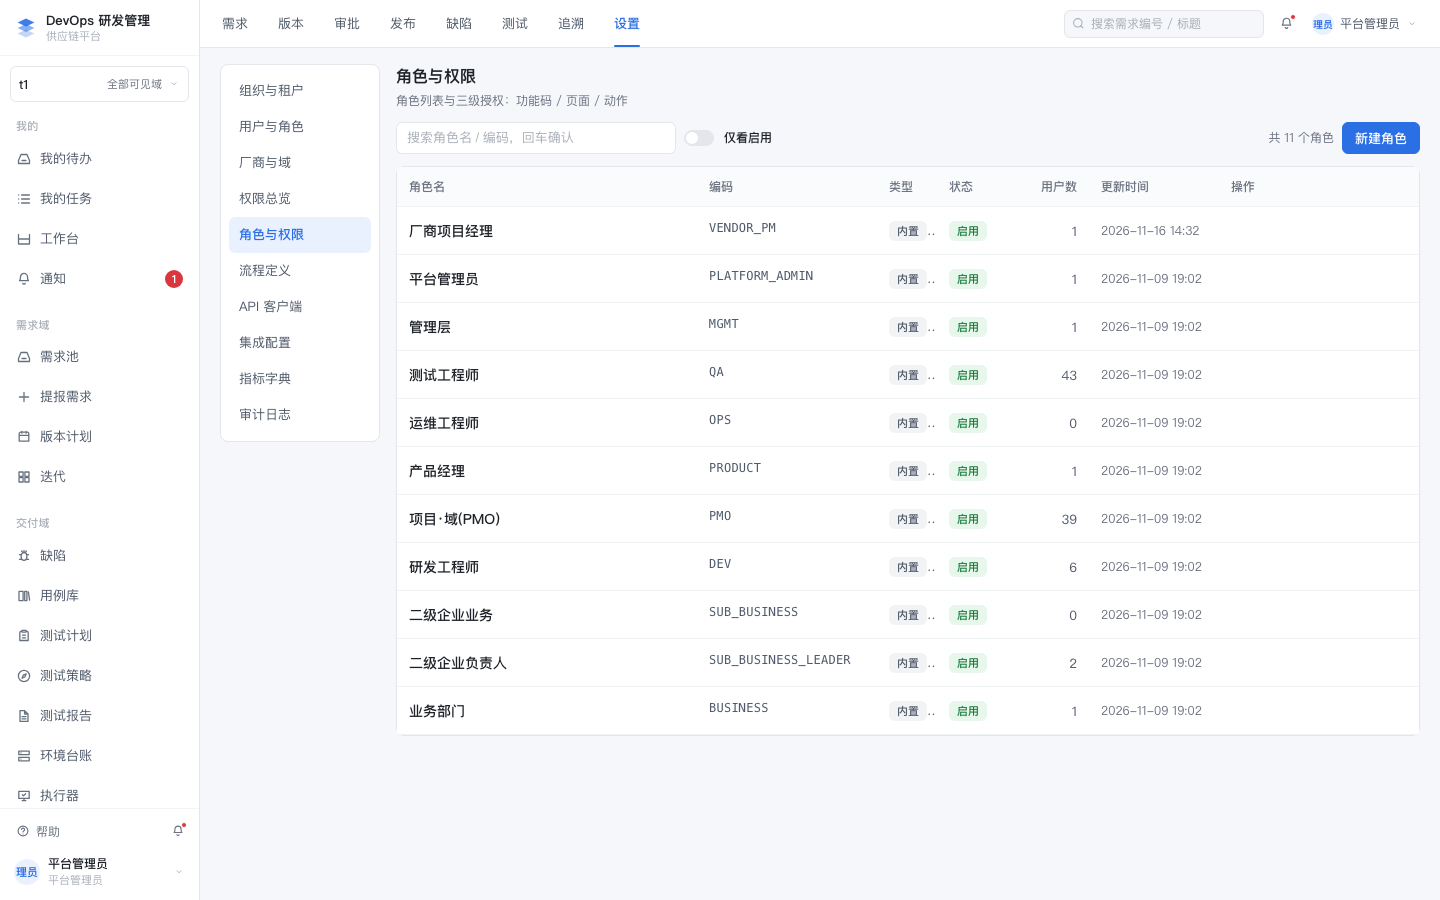 DevOps 研发管理
供应链平台
t1 全部可见域
我的
我的待办
我的任务
工作台
通知 1
需求域
需求池
提报需求
版本计划
迭代
交付域
缺陷
用例库
测试计划
测试策略
测试报告
环境台账
执行器
帮助
理员 平台管理员
平台管理员
需求 版本 审批 发布 缺陷 测试 追溯 设置
搜索需求编号 / 标题
理员 平台管理员
组织与租户
用户与角色
厂商与域
权限总览
角色与权限
流程定义
API 客户端
集成配置
指标字典
审计日志
角色与权限
角色列表与三级授权：功能码 / 页面 / 动作
搜索角色名 / 编码，回车确认 仅看启用 共 11 个角色 新建角色
角色名 编码 类型 状态 用户数 更新时间 操作
厂商项目经理 VENDOR_PM 内置 .. 启用 1 2026-11-16 14:32
平台管理员 PLATFORM_ADMIN 内置 .. 启用 1 2026-11-09 19:02
管理层 MGMT 内置 .. 启用 1 2026-11-09 19:02
测试工程师 QA 内置 .. 启用 43 2026-11-09 19:02
运维工程师 OPS 内置 .. 启用 0 2026-11-09 19:02
产品经理 PRODUCT 内置 .. 启用 1 2026-11-09 19:02
项目·域(PMO) PMO 内置 .. 启用 39 2026-11-09 19:02
研发工程师 DEV 内置 .. 启用 6 2026-11-09 19:02
二级企业业务 SUB_BUSINESS 内置 .. 启用 0 2026-11-09 19:02
二级企业负责人 SUB_BUSINESS_LEADER 内置 .. 启用 2 2026-11-09 19:02
业务部门 BUSINESS 内置 .. 启用 1 2026-11-09 19:02